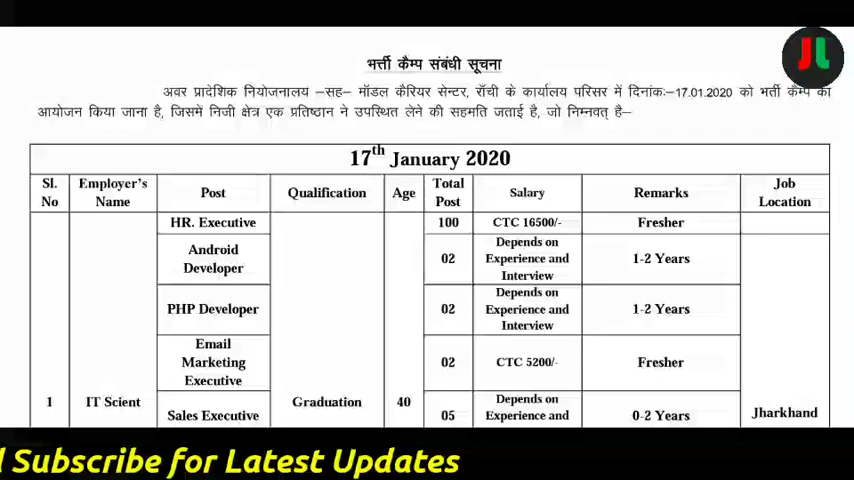 भर्त्ती कैम्प संबंधी सूचना
अवर प्रादेशिक नियोजनालय –सह– मॉडल कैरियर सेन्टर, राँची के कार्यालय परिसर में दिनांकः–17.01.2020 को भर्ती कैम्प का
आयोजन किया जाना है, जिसमें निजी क्षेत्र एक प्रतिष्ठान ने उपस्थित लेने की सहमति जताई है, जो निम्नवत् है–
17th January 2020
Sl. No Employer's Name Post Qualification Age Total Post Salary Remarks Job Location
HR. Executive 100 CTC 16500/- Fresher
Android Developer 02 Depends on Experience and Interview 1-2 Years
PHP Developer 02 Depends on Experience and Interview 1-2 Years
Email Marketing Executive 02 CTC 5200/- Fresher
1 IT Scient Sales Executive Graduation 40 05 Depends on Experience and 0-2 Years Jharkhand
Subscribe for Latest Updates